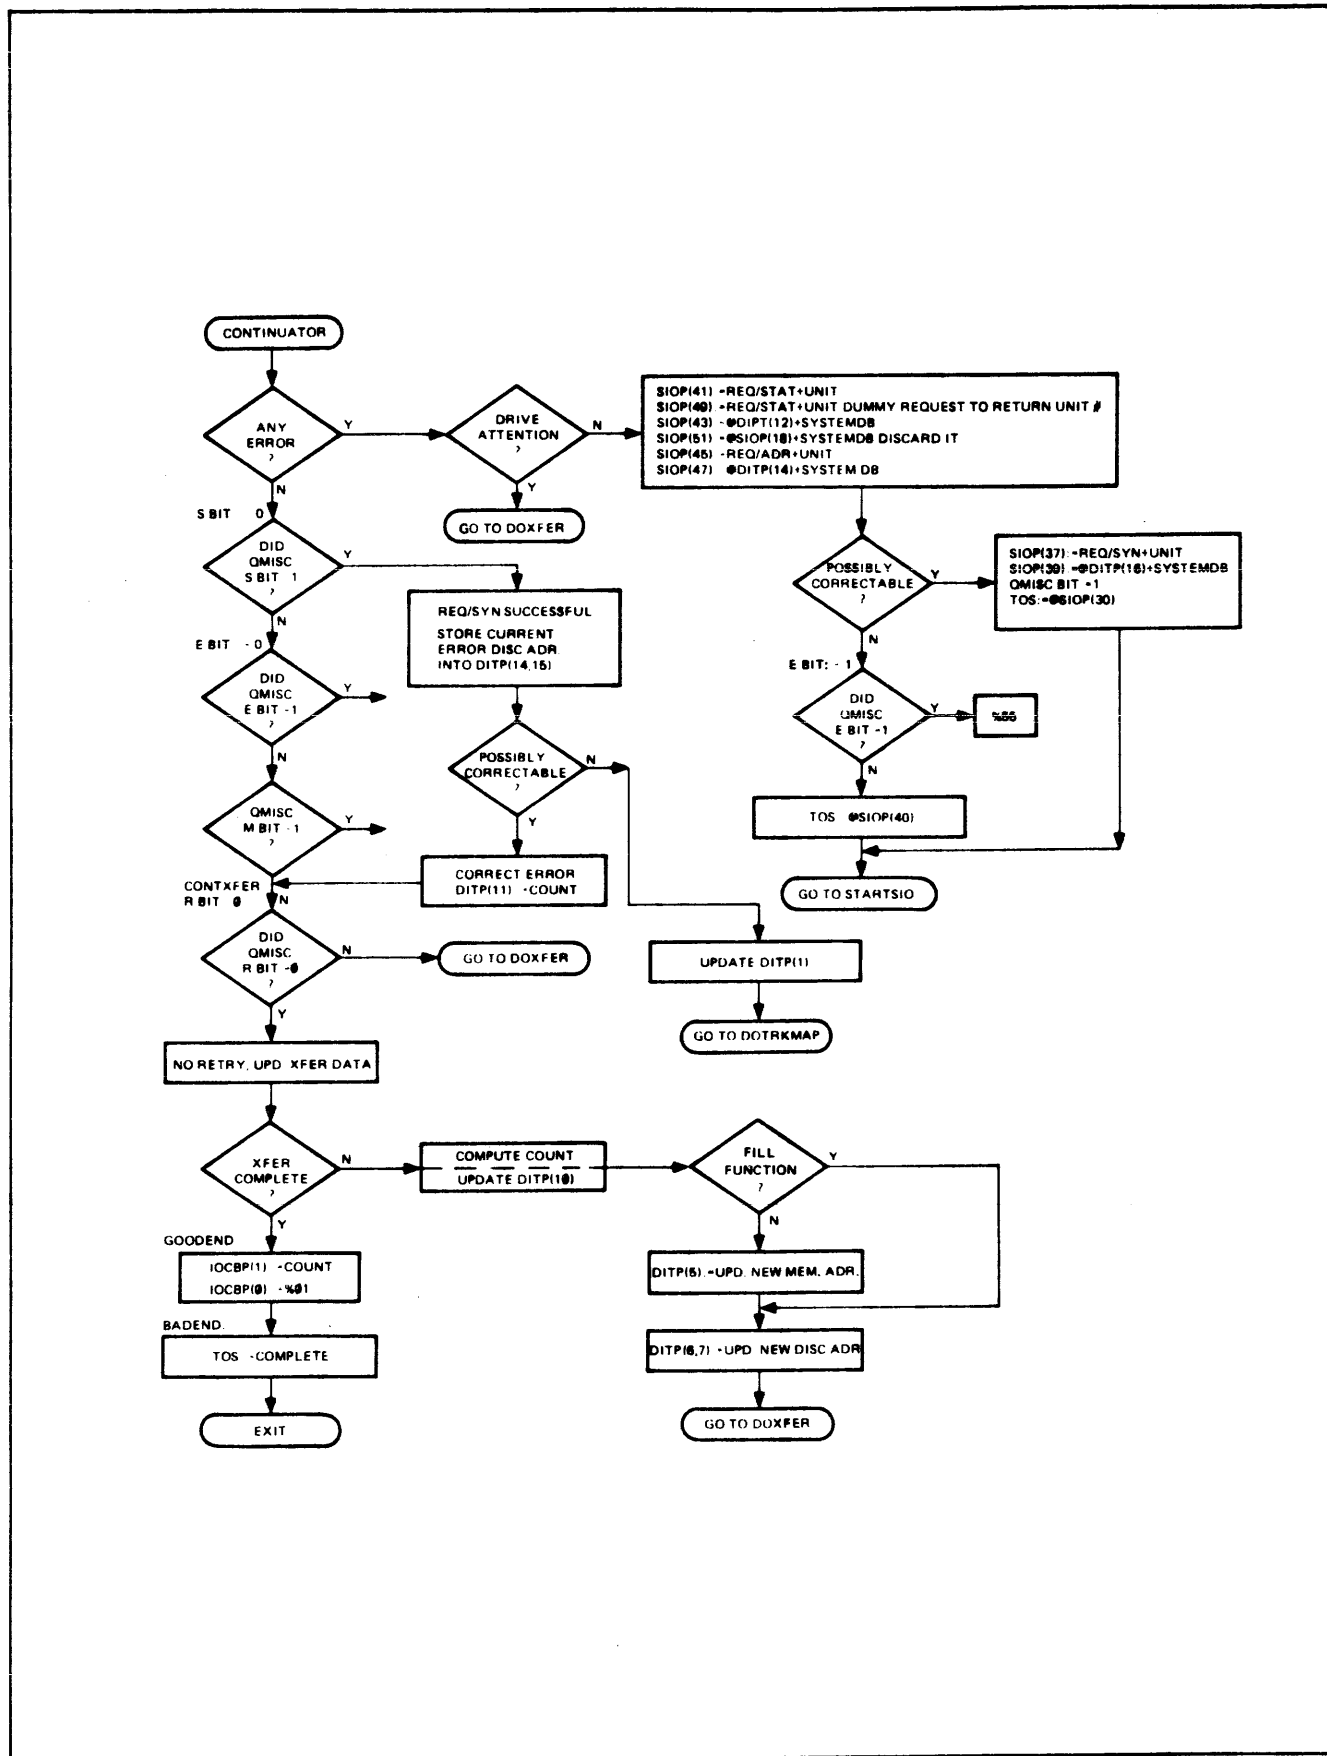 CONTINUATOR
ANY
ERROR
?
Y
N
DRIVE
ATTENTION
?
N
Y
GO TO DOXFER
SIOP(41) -REQ/STAT+UNIT
SIOP(49) -REQ/STAT+UNIT DUMMY REQUEST TO RETURN UNIT #
SIOP(43) -@DIPT(12)+SYSTEMDB
SIOP(51) -@SIOP(18)+SYSTEMDB DISCARD IT
SIOP(45) -REQ/ADR+UNIT
SIOP(47) @DITP(14)+SYSTEM DB
S BIT 0
DID
QMISC
S BIT 1
?
Y
N
REQ/SYN SUCCESSFUL
STORE CURRENT
ERROR DISC ADR.
INTO DITP(14,15)
POSSIBLY
CORRECTABLE
?
Y
N
SIOP(37):=REQ/SYN+UNIT
SIOP(39):=@DITP(16)+SYSTEMDB
QMISC BIT =1
TOS:=@SIOP(30)
E BIT -0
DID
QMISC
E BIT -1
?
Y
N
E BIT: - 1
DID
QMISC
E BIT -1
?
Y
N
POSSIBLY
CORRECTABLE
?
N
Y
QMISC
M BIT -1
?
Y
N
TOS @SIOP(40)
GO TO STARTSIO
CORRECT ERROR
DITP(11) -COUNT
CONTXFER
R BIT 0
DID
QMISC
R BIT -0
?
N
Y
GO TO DOXFER
UPDATE DITP(1)
GO TO DOTRKMAP
NO RETRY, UPD XFER DATA
XFER
COMPLETE
?
N
Y
COMPUTE COUNT
UPDATE DITP(10)
FILL
FUNCTION
?
Y
N
GOODEND
IOCBP(1) -COUNT
IOCBP(0) -%01
DITP(5).=UPD. NEW MEM. ADR.
BADEND.
TOS -COMPLETE
DITP(6,7) -UPD NEW DISC ADR
EXIT
GO TO DOXFER